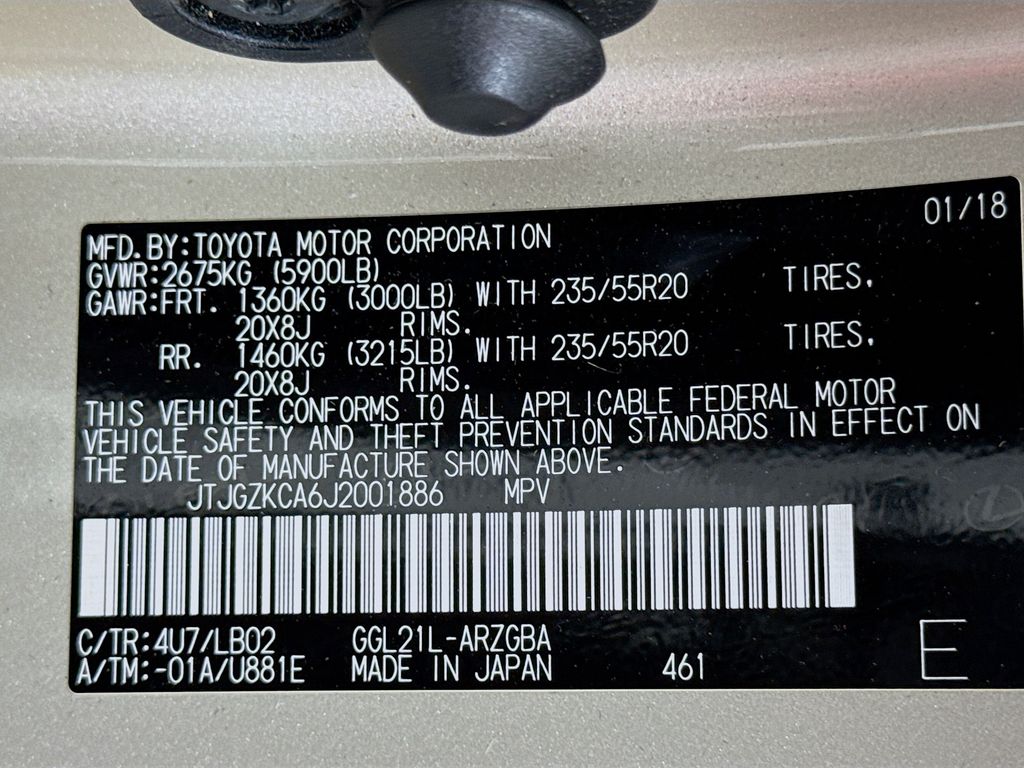 01/18
MFD.BY:TOYOTA MOTOR CORPORATION
GVWR:2675KG (5900LB)
GAWR:FRT. 1360KG (3000LB) WITH 235/55R20 TIRES.
20X8J RIMS.
RR. 1460KG (3215LB) WITH 235/55R20 TIRES.
20X8J RIMS.
THIS VEHICLE CONFORMS TO ALL APPLICABLE FEDERAL MOTOR
VEHICLE SAFETY AND THEFT PREVENTION STANDARDS IN EFFECT ON
THE DATE OF MANUFACTURE SHOWN ABOVE.
JTJGZKCA6J2001886 MPV
C/TR:4U7/LB02 GGL21L-ARZGBA
A/TM:-01A/U881E MADE IN JAPAN 461
E